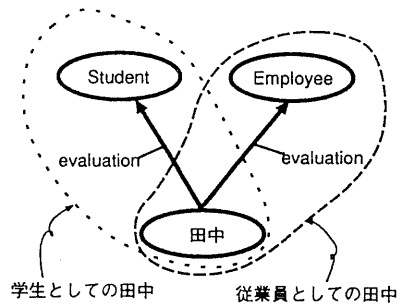 Student
Employee
evaluation
evaluation
田中
学生としての田中
従業員としての田中